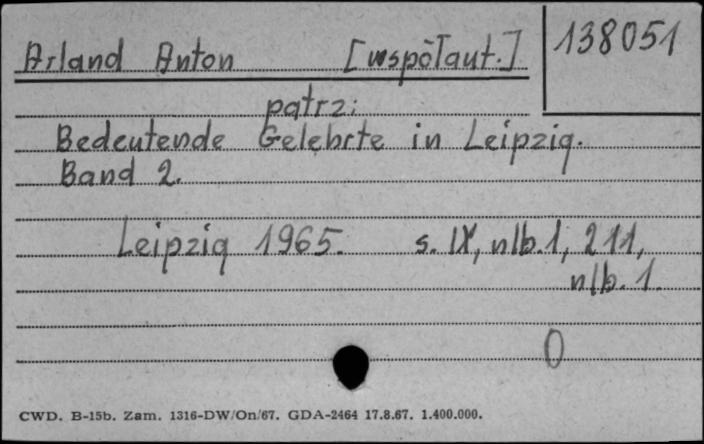 Arland Anton [współaut.]
138051
patrz:
Bedeutende Gelehrte in Leipzig.
Band 2.
Leipzig 1965. s. IX, nlb.1, 211,
nlb. 1.
0
CWD. B-15b. Zam. 1316-DW/On/67. GDA-2464 17.8.67. 1.400.000.